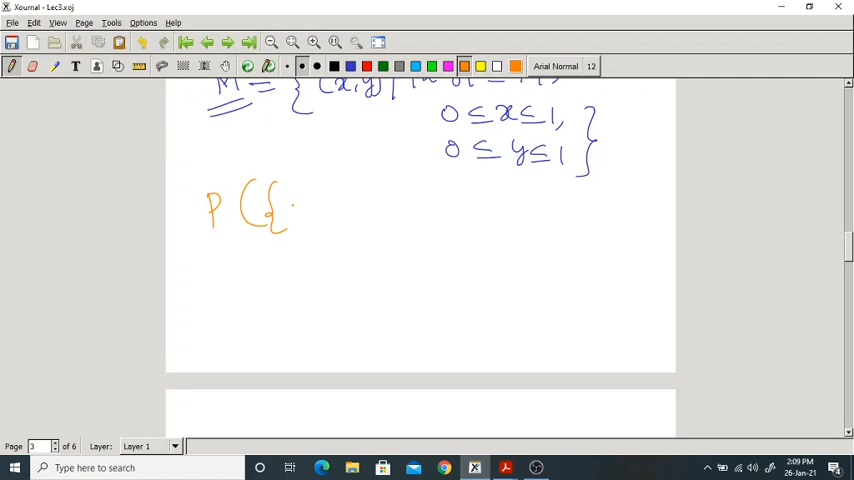 Xournal - Lec3.xoj
File Edit View Page Tools Options Help
Arial Normal 12
M = {(x,y) |
0 ≤ x ≤ 1,
0 ≤ y ≤ 1 }
P ({
Page 3 of 6 Layer: Layer 1
Type here to search
2:09 PM
26-Jan-21
4